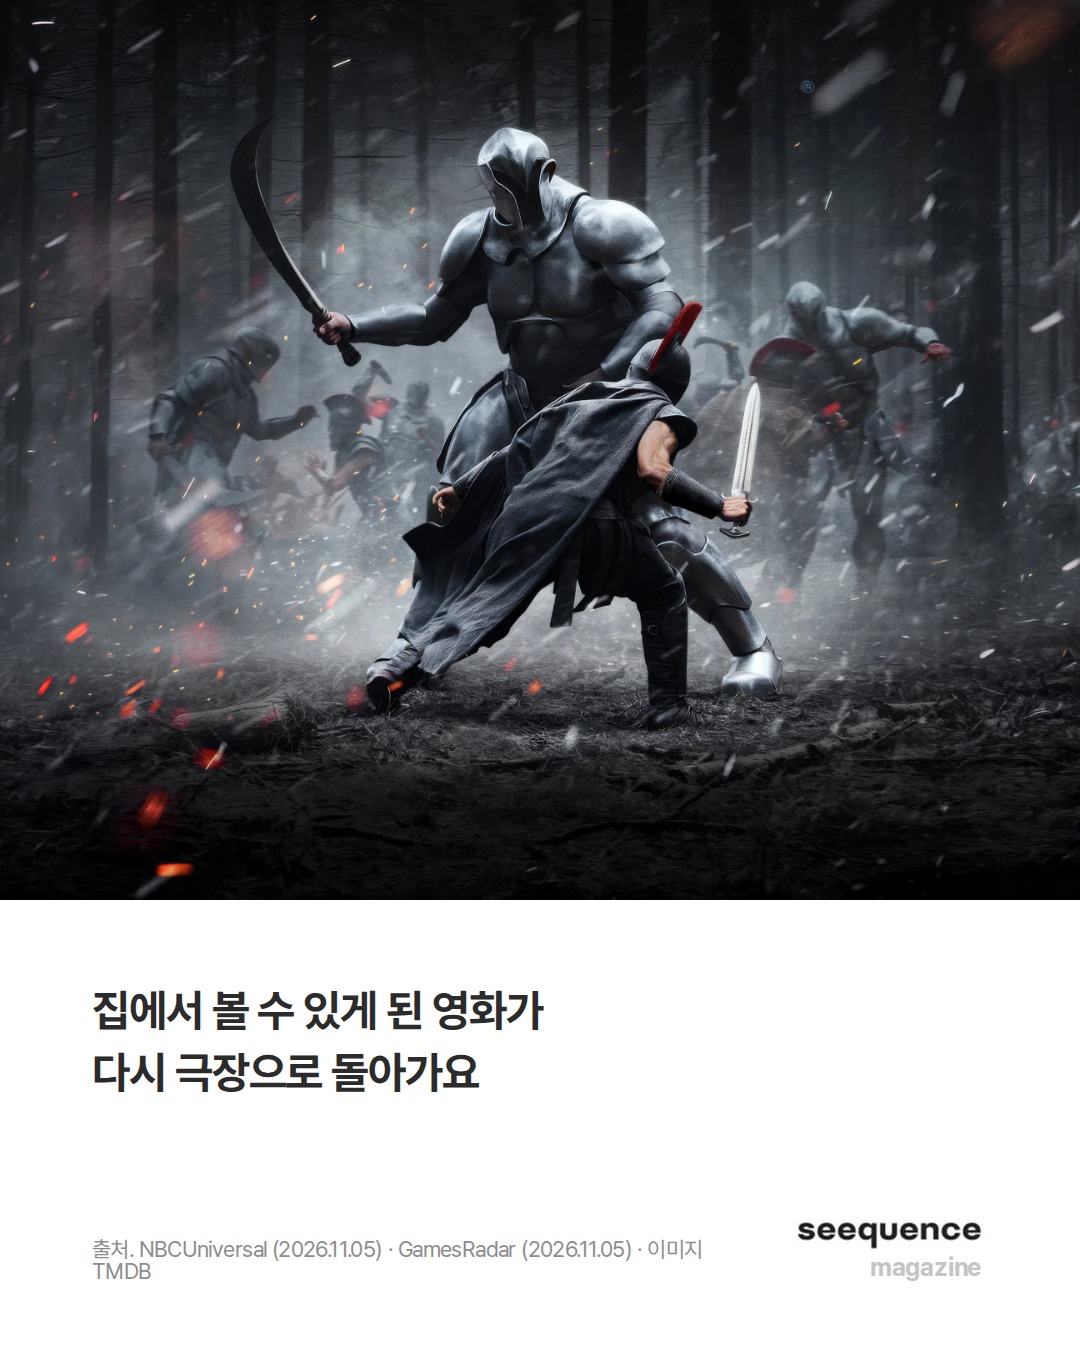 ®
집에서 볼 수 있게 된 영화가
다시 극장으로 돌아가요
출처. NBCUniversal (2026.11.05) · GamesRadar (2026.11.05) · 이미지
TMDB
seequence
magazine